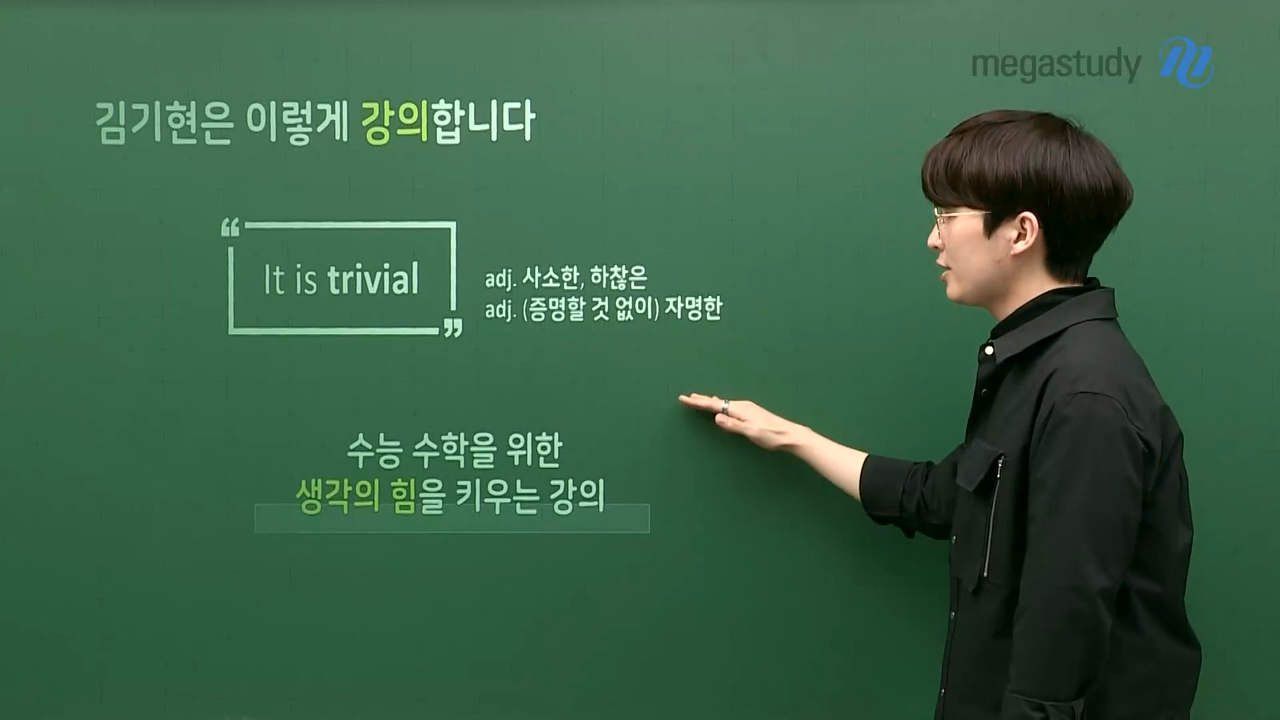 megastudy
김기현은 이렇게 강의합니다
“
It is trivial
”
adj. 사소한, 하찮은
adj. (증명할 것 없이) 자명한
수능 수학을 위한
생각의 힘을 키우는 강의